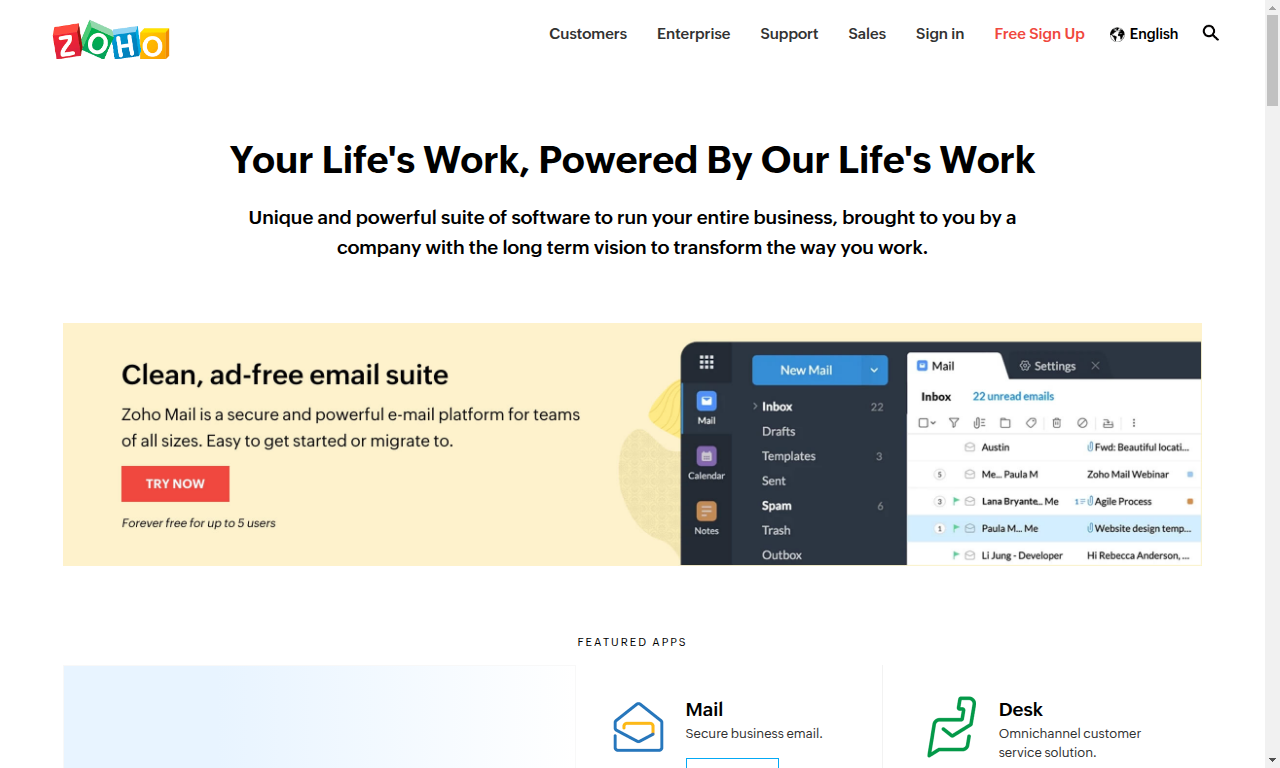 ZOHO
Customers Enterprise Support Sales Sign in Free Sign Up English
Your Life's Work, Powered By Our Life's Work
Unique and powerful suite of software to run your entire business, brought to you by a
company with the long term vision to transform the way you work.
Clean, ad-free email suite
Zoho Mail is a secure and powerful e-mail platform for teams
of all sizes. Easy to get started or migrate to.
TRY NOW
Forever free for up to 5 users
Mail
Calendar
Notes
New Mail
Inbox 22
Drafts
Templates 3
Sent
Spam 6
Trash
Outbox
Mail Settings
Inbox 22 unread emails
Austin Fwd: Beautiful locati...
5 Me... Paula M Zoho Mail Webinar
3 Lana Bryante... Me 1 Agile Process
1 Paula M... Me Website design temp...
Li Jung - Developer Hi Rebecca Anderson, ...
FEATURED APPS
Mail
Secure business email.
Desk
Omnichannel customer
service solution.